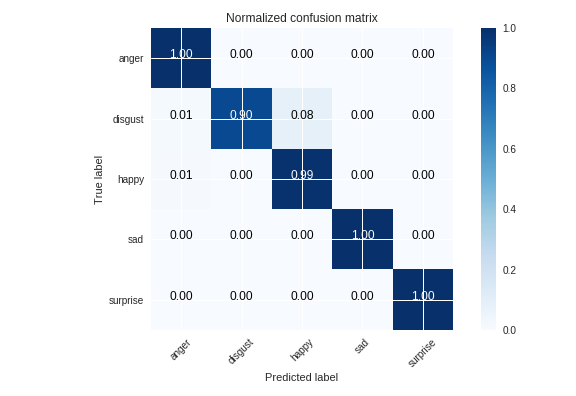 Normalized confusion matrix
anger 1.00 0.00 0.00 0.00 0.00
disgust 0.01 0.90 0.08 0.00 0.00
happy 0.01 0.00 0.99 0.00 0.00
sad 0.00 0.00 0.00 1.00 0.00
surprise 0.00 0.00 0.00 0.00 1.00
anger disgust happy sad surprise
Predicted label
True label
1.0
0.8
0.6
0.4
0.2
0.0